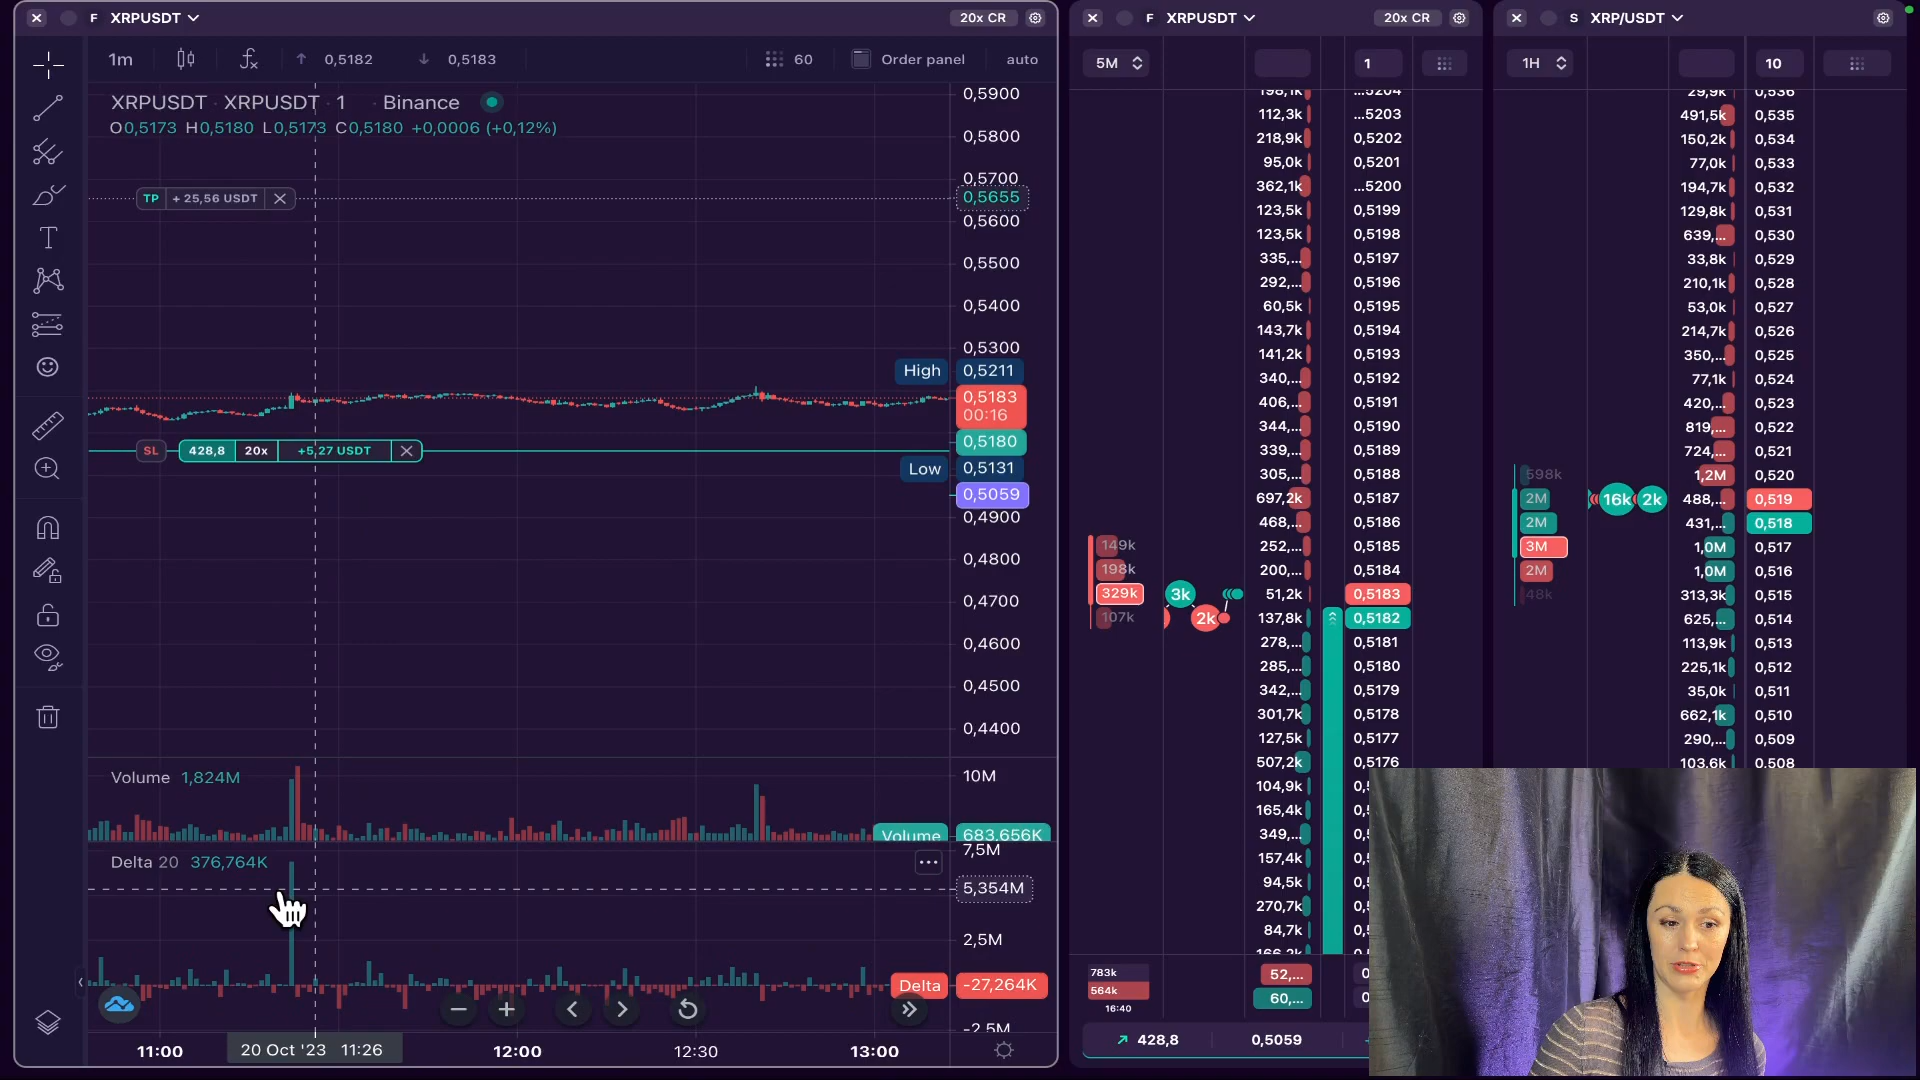 F XRPUSDT 20x CR
1m 0,5182 0,5183 60 Order panel auto
XRPUSDT · XRPUSDT · 1 · Binance
O0,5173 H0,5180 L0,5173 C0,5180 +0,0006 (+0,12%)
TP + 25,56 USDT
SL 428,8 20x +5,27 USDT
0,5900
0,5800
0,5700
0,5655
0,5600
0,5500
0,5400
0,5300
High 0,5211
0,5183
00:16
0,5180
Low 0,5131
0,5059
0,4900
0,4800
0,4700
0,4600
0,4500
0,4400
Volume 1,824M
10M
Volume 683,656K
Delta 20 376,764K
7,5M
5,354M
2,5M
Delta -27,264K
-2,5M
11:00 20 Oct '23 11:26 12:00 12:30 13:00
F XRPUSDT 20x CR
5M 1
198,1k ...5204
112,3k ...5203
218,9k 0,5202
95,0k 0,5201
362,1k ...5200
123,5k 0,5199
123,5k 0,5198
335,... 0,5197
292,... 0,5196
60,5k 0,5195
143,7k 0,5194
141,2k 0,5193
340,... 0,5192
406,... 0,5191
344,... 0,5190
339,... 0,5189
305,... 0,5188
697,2k 0,5187
468,... 0,5186
149k 252,... 0,5185
198k 200,... 0,5184
329k 3k 51,2k 0,5183
107k 2k 137,8k 0,5182
278,... 0,5181
285,... 0,5180
342,... 0,5179
301,7k 0,5178
127,5k 0,5177
507,2k 0,5176
104,9k 0,5
165,4k 0,5
349,... 0,5
157,4k 0,5
94,5k 0,5
270,7k 0,5
84,7k 0,5
166,2k 0,5
783k 52,... 0
564k 60,... 0
16:40
428,8 0,5059
S XRP/USDT
1H 10
29,9k 0,536
491,5k 0,535
150,2k 0,534
77,0k 0,533
194,7k 0,532
129,8k 0,531
639,... 0,530
33,8k 0,529
210,1k 0,528
53,0k 0,527
214,7k 0,526
350,... 0,525
77,1k 0,524
420,... 0,523
819,... 0,522
724,... 0,521
598k 1,2M 0,520
2M 16k 2k 488,... 0,519
2M 431,... 0,518
3M 1,0M 0,517
2M 1,0M 0,516
48k 313,3k 0,515
625,... 0,514
113,9k 0,513
225,1k 0,512
35,0k 0,511
662,1k 0,510
290,... 0,509
103,6k 0,508